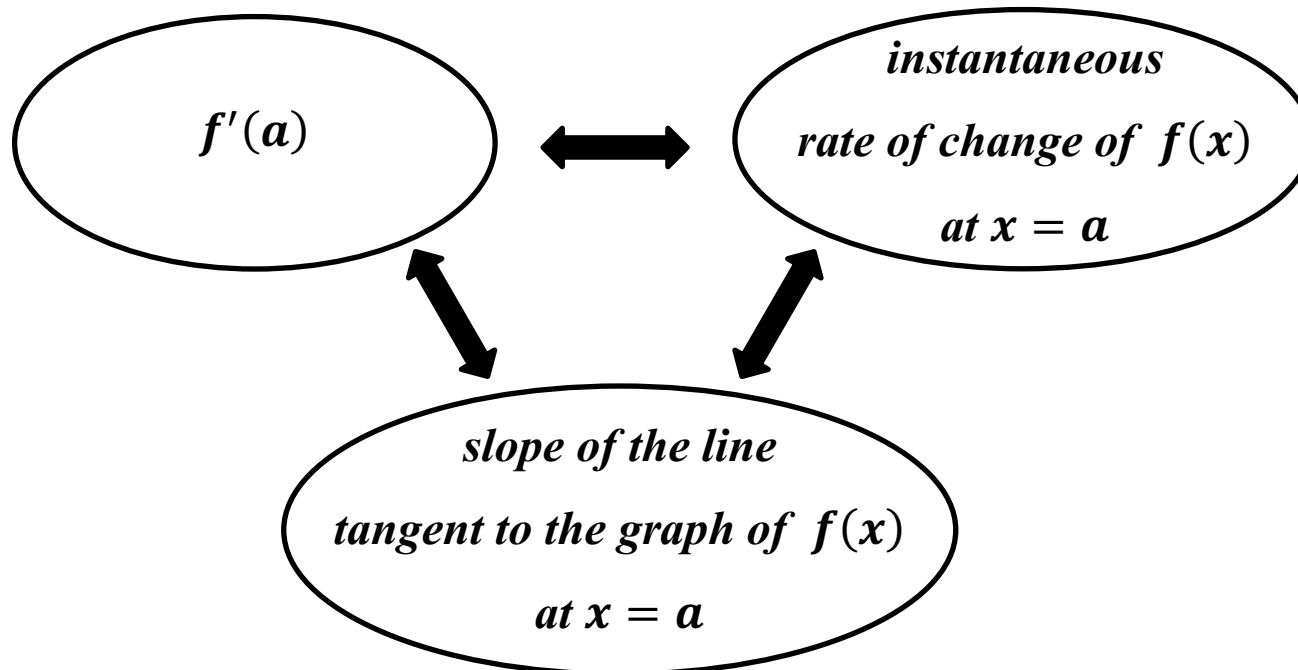 f'(a)
instantaneous
rate of change of f(x)
at x = a
slope of the line
tangent to the graph of f(x)
at x = a